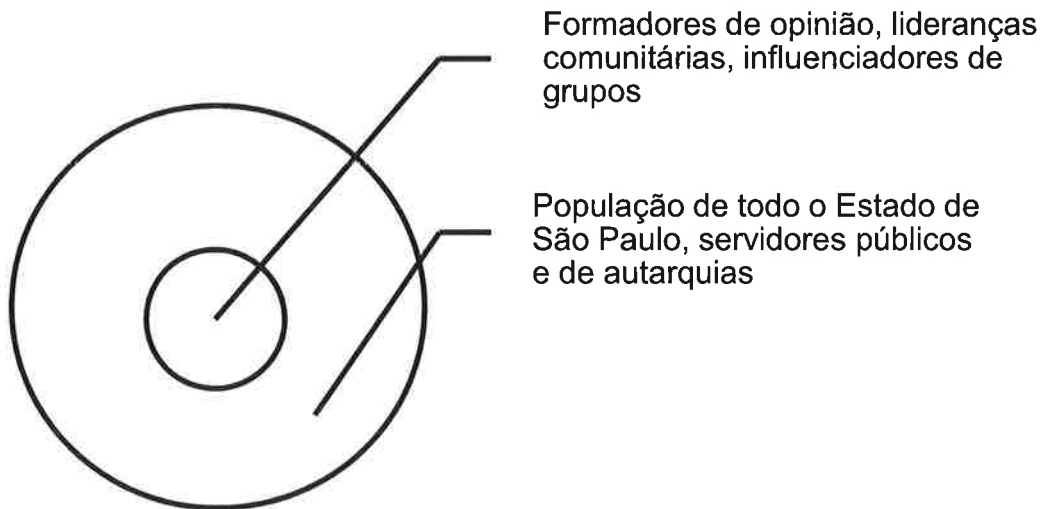 Formadores de opinião, lideranças
comunitárias, influenciadores de
grupos
População de todo o Estado de
São Paulo, servidores públicos
e de autarquias